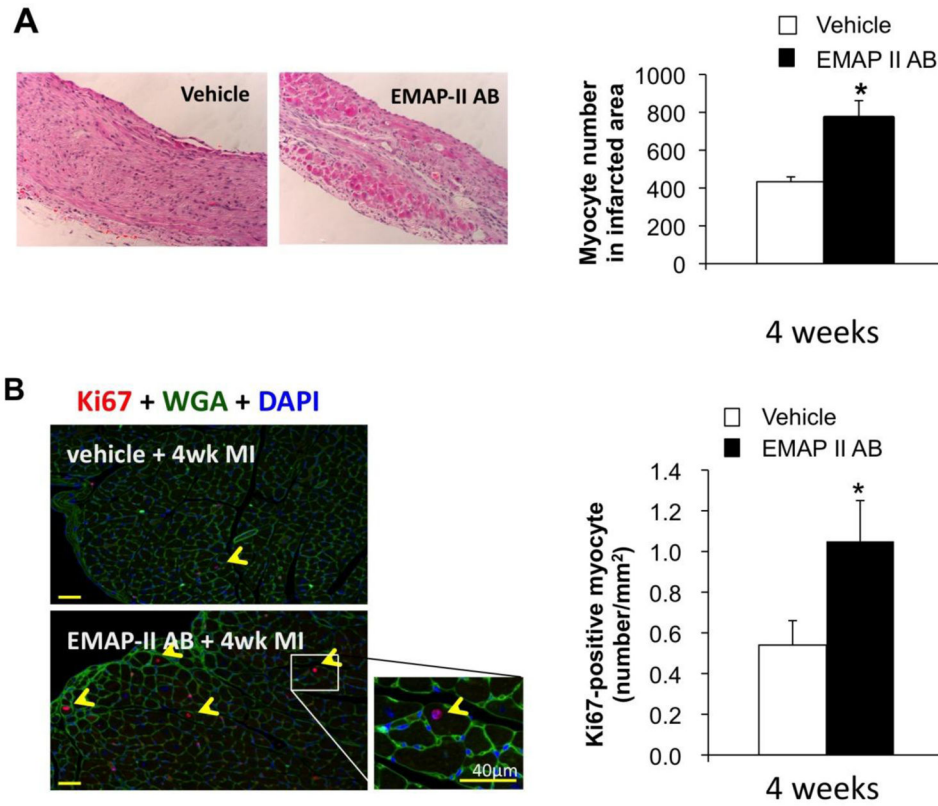 A
Vehicle
EMAP-II AB
Vehicle
EMAP II AB
Myocyte number
in infarcted area
1000
800
600
400
200
0
*
4 weeks
B
Ki67 + WGA + DAPI
vehicle + 4wk MI
EMAP-II AB + 4wk MI
40µm
Vehicle
EMAP II AB
Ki67-positive myocyte
(number/mm²)
1.4
1.2
1.0
0.8
0.6
0.4
0.2
0.0
*
4 weeks